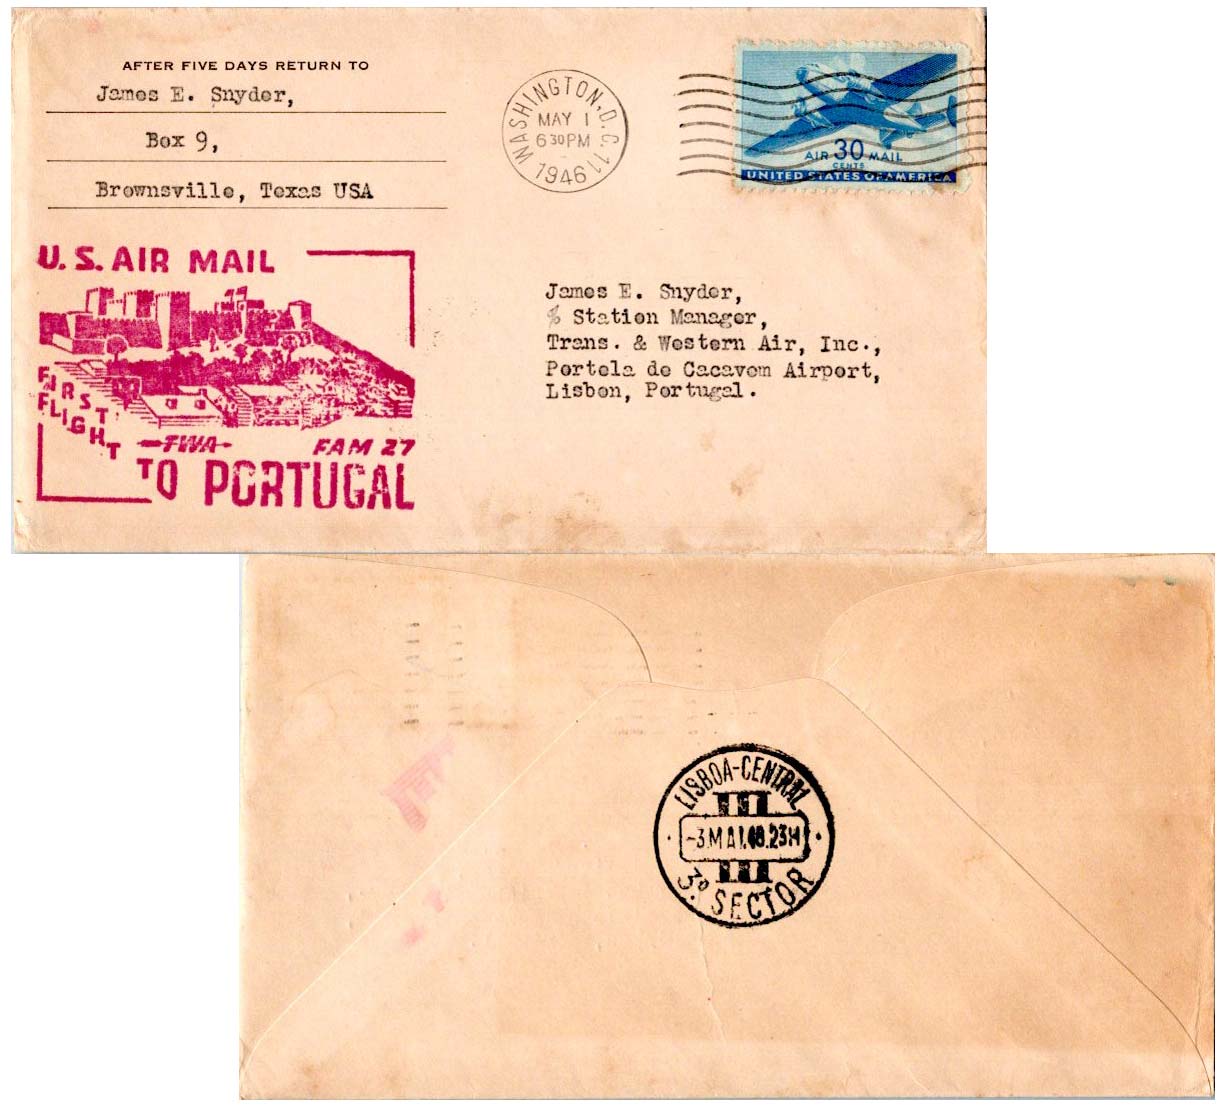 AFTER FIVE DAYS RETURN TO
James E. Snyder,
Box 9,
Brownsville, Texas USA
WASHINGTON, D.C. 11
MAY 1
6 30 PM
1946
AIR 30 MAIL
CENTS
UNITED STATES OF AMERICA
U.S. AIR MAIL
FIRST
FLIGHT
TWA
FAM 27
TO PORTUGAL
James E. Snyder,
% Station Manager,
Trans. & Western Air, Inc.,
Portela de Cacavem Airport,
Lisbon, Portugal.
LISBOA-CENTRAL
-3.MAI.46.23H
3º SECTOR